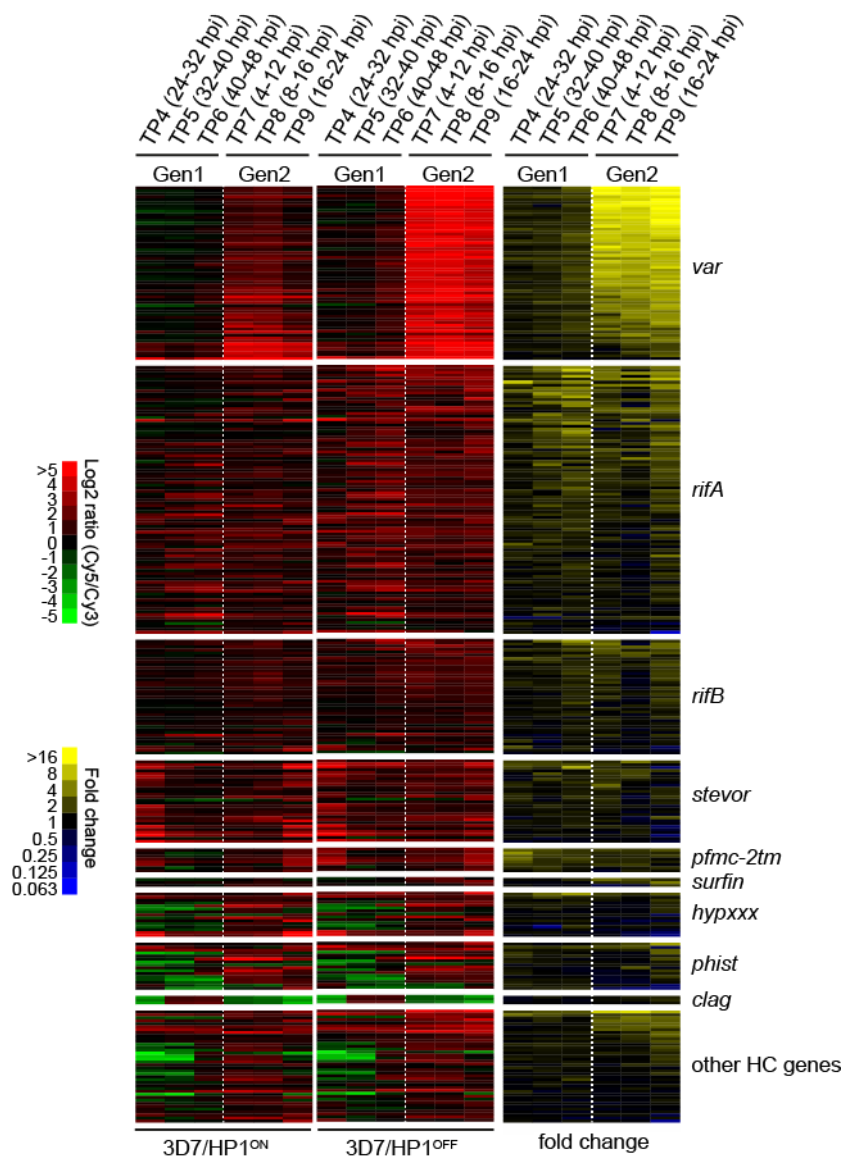 TP4 (24-32 hpi)
TP5 (32-40 hpi)
TP6 (40-48 hpi)
TP7 (4-12 hpi)
TP8 (8-16 hpi)
TP9 (16-24 hpi)
TP4 (24-32 hpi)
TP5 (32-40 hpi)
TP6 (40-48 hpi)
TP7 (4-12 hpi)
TP8 (8-16 hpi)
TP9 (16-24 hpi)
TP4 (24-32 hpi)
TP5 (32-40 hpi)
TP6 (40-48 hpi)
TP7 (4-12 hpi)
TP8 (8-16 hpi)
TP9 (16-24 hpi)
Gen1 Gen2 Gen1 Gen2 Gen1 Gen2
var
rifA
rifB
stevor
pfmc-2tm
surfin
hypxxx
phist
clag
other HC genes
Log2 ratio (Cy5/Cy3)
>5
4
3
2
1
0
-1
-2
-3
-4
-5
Fold change
>16
8
4
2
1
0.5
0.25
0.125
0.063
3D7/HP1ᴼᴺ 3D7/HP1ᴼᶠᶠ fold change